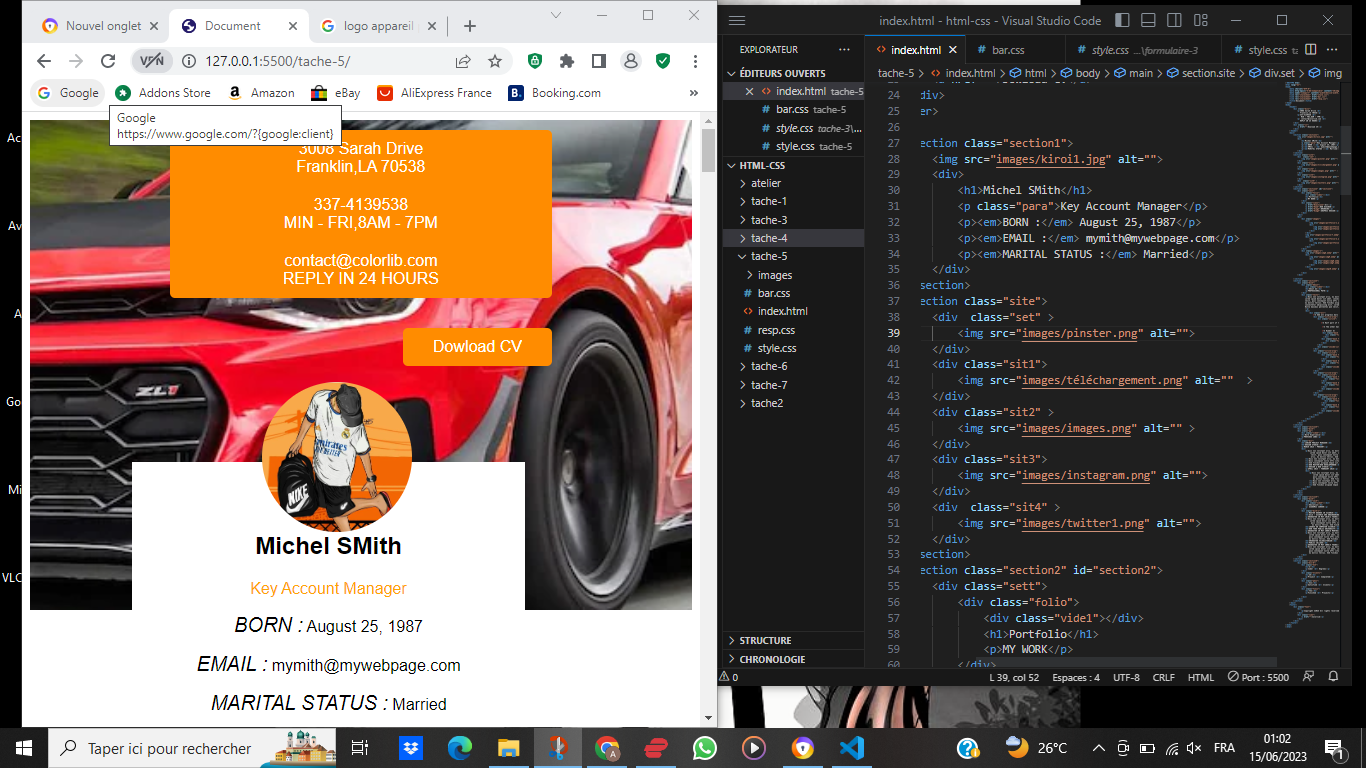 Nouvel onglet
Document
logo appareil
127.0.0.1:5500/tache-5/
Google
Addons Store
Amazon
eBay
AliExpress France
Booking.com
»
Google
https://www.google.com/?{google:client}
3008 Sarah Drive
Franklin,LA 70538
337-4139538
MIN - FRI,8AM - 7PM
contact@colorlib.com
REPLY IN 24 HOURS
Dowload CV
ZL1
Emirates
NIKE
Michel SMith
Key Account Manager
BORN : August 25, 1987
EMAIL : mymith@mywebpage.com
MARITAL STATUS : Married
Ac
Av
A
Go
Mi
VLC
index.html - html-css - Visual Studio Code
EXPLORATEUR
ÉDITEURS OUVERTS
index.html tache-5
bar.css tache-5
style.css tache-3\...
style.css tache-5
HTML-CSS
atelier
tache-1
tache-3
tache-4
tache-5
images
bar.css
index.html
resp.css
style.css
tache-6
tache-7
tache2
STRUCTURE
CHRONOLOGIE
index.html
bar.css
style.css ...\formulaire-3
style.css
tache-5 > index.html > html > body > main > section.site > div.set > img
24 div>
25 er>
26
27 ection class="section1">
28 <img src="images/kiroi1.jpg" alt="">
29 <div>
30 <h1>Michel SMith</h1>
31 <p class="para">Key Account Manager</p>
32 <p><em>BORN :</em> August 25, 1987</p>
33 <p><em>EMAIL :</em> mymith@mywebpage.com</p>
34 <p><em>MARITAL STATUS :</em> Married</p>
35 </div>
36 section>
37 ection class="site">
38 <div  class="set" >
39 <img src="images/pinster.png" alt="">
40 </div>
41 <div class="sit1">
42 <img src="images/téléchargement.png" alt=""  >
43 </div>
44 <div class="sit2" >
45 <img src="images/images.png" alt="" >
46 </div>
47 <div class="sit3">
48 <img src="images/instagram.png" alt="">
49 </div>
50 <div  class="sit4" >
51 <img src="images/twitter1.png" alt="">
52 </div>
53 section>
54 ection class="section2" id="section2">
55 <div class="sett">
56 <div class="folio">
57 <div class="vide1"></div>
58 <h1>Portfolio</h1>
59 <p>MY WORK</p>
60 </div>
0
L 39, col 52
Espaces : 4
UTF-8
CRLF
HTML
Port : 5500
Taper ici pour rechercher
26°C
FRA
01:02
15/06/2023
1